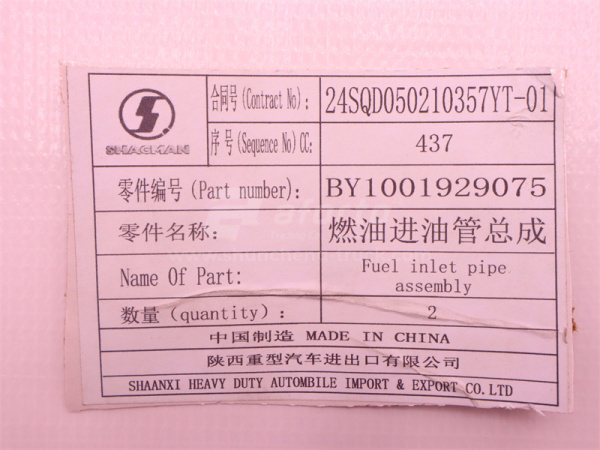 合同号(Contract No): 24SQD050210357YT-01
SHACMAN
序号(Sequence No) CC: 437
零件编号(Part number): BY1001929075
零件名称: 燃油进油管总成
Name Of Part: Fuel inlet pipe
assembly
数量(quantity): 2
中国制造 MADE IN CHINA
陕西重型汽车进出口有限公司
SHAANXI HEAVY DUTY AUTOMBILE IMPORT & EXPORT CO.LTD